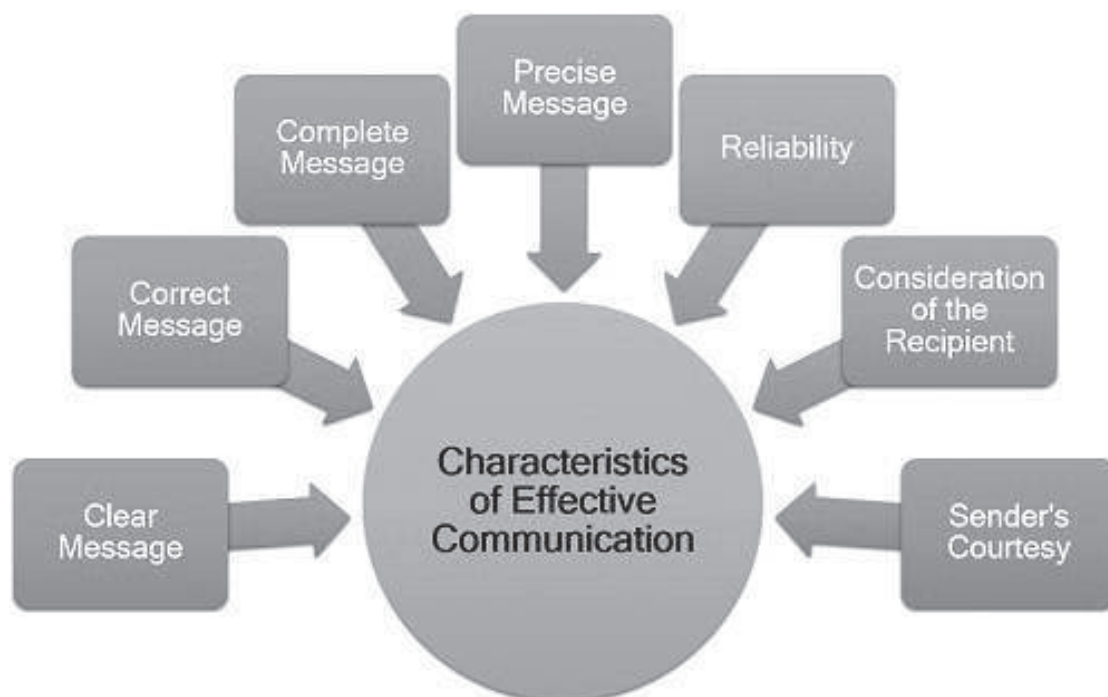 Precise
Message
Complete
Message
Reliability
Correct
Message
Consideration
of the
Recipient
Characteristics
of Effective
Communication
Clear
Message
Sender's
Courtesy